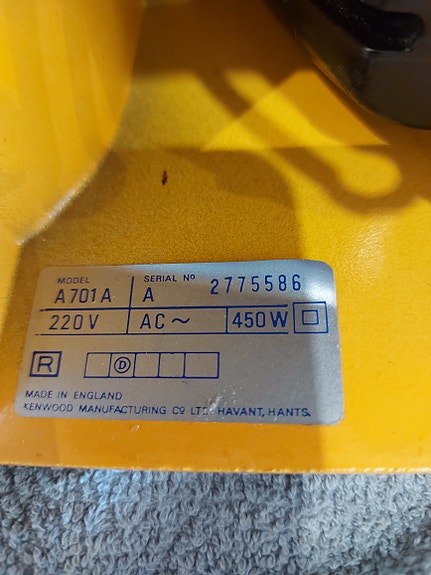 MODEL SERIAL Nº
A701A A 2775586
220V AC~ 450W
R D
MADE IN ENGLAND
KENWOOD MANUFACTURING Cº LTD. HAVANT, HANTS.